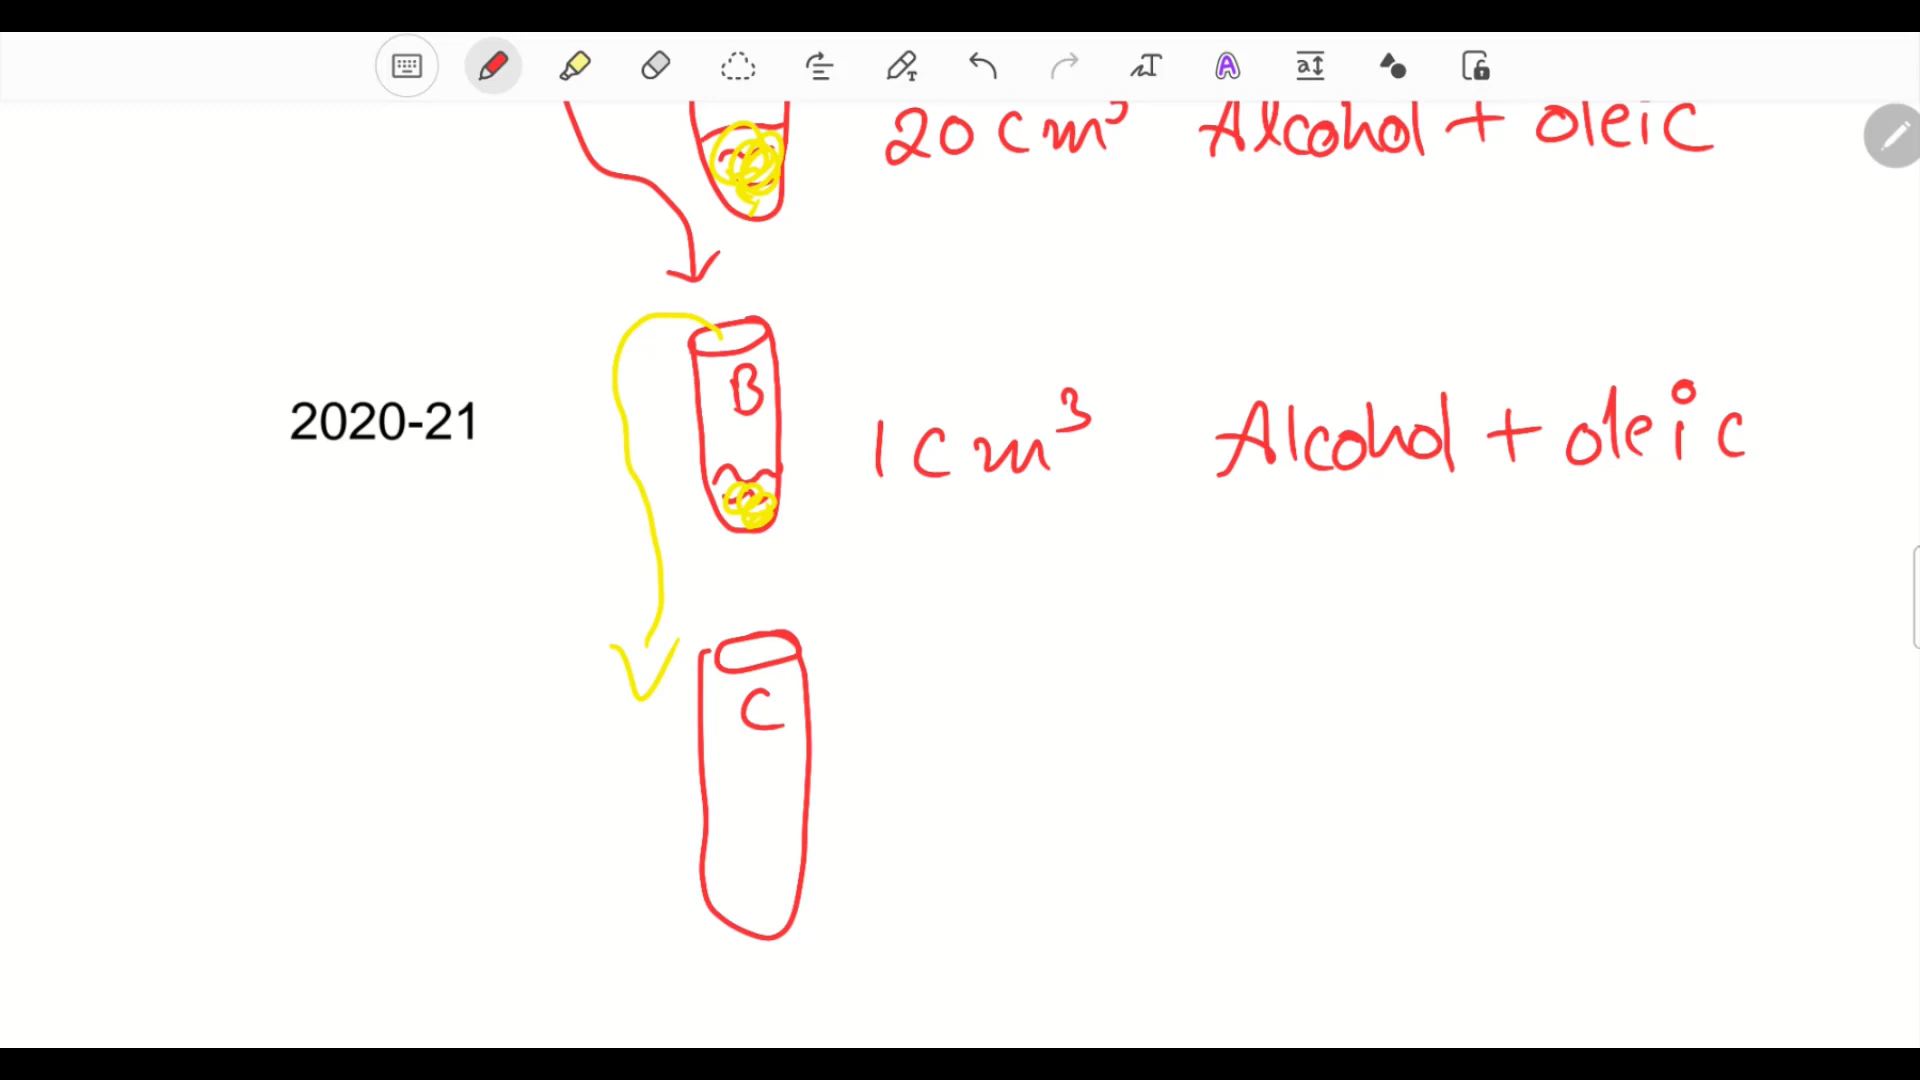 20 cm³ Alcohol + oleic
B
2020-21
1 cm³ Alcohol + oleic
C